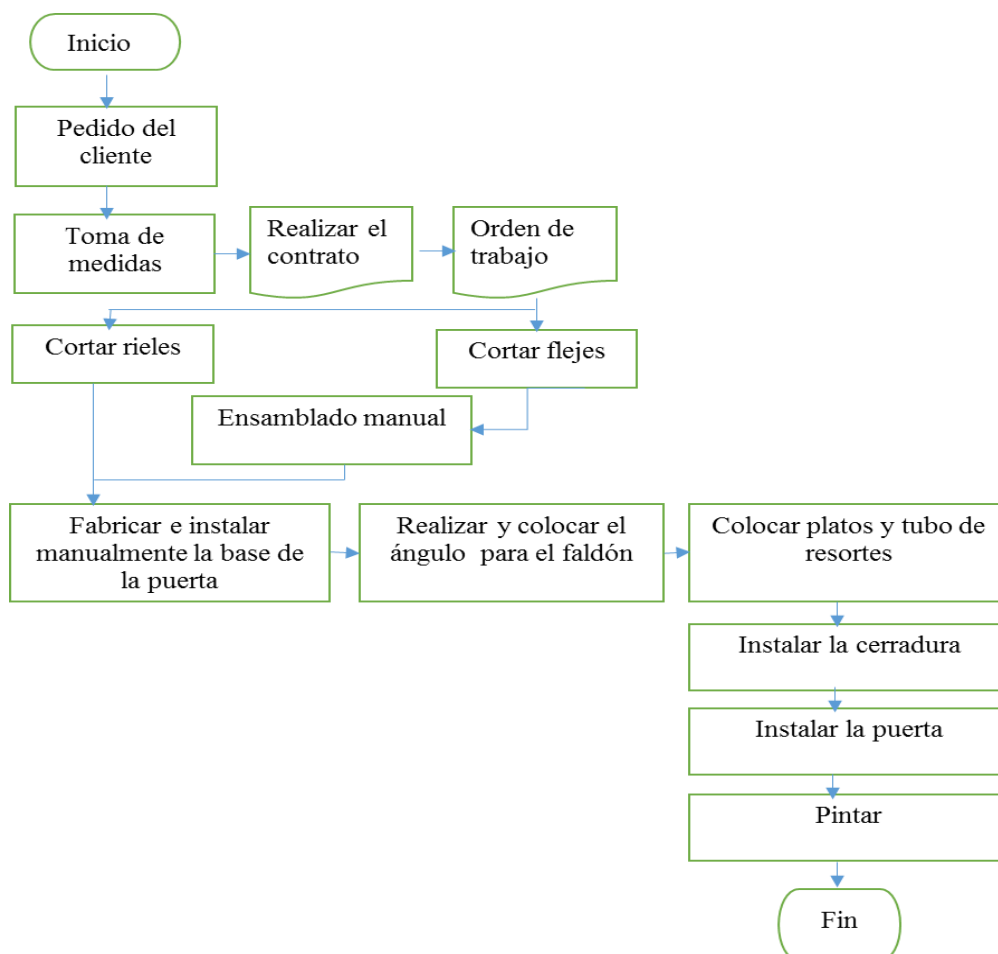 Inicio
Pedido del
cliente
Toma de
medidas
Realizar el
contrato
Orden de
trabajo
Cortar rieles
Cortar flejes
Ensamblado manual
Fabricar e instalar
manualmente la base de
la puerta
Realizar y colocar el
ángulo para el faldón
Colocar platos y tubo de
resortes
Instalar la cerradura
Instalar la puerta
Pintar
Fin